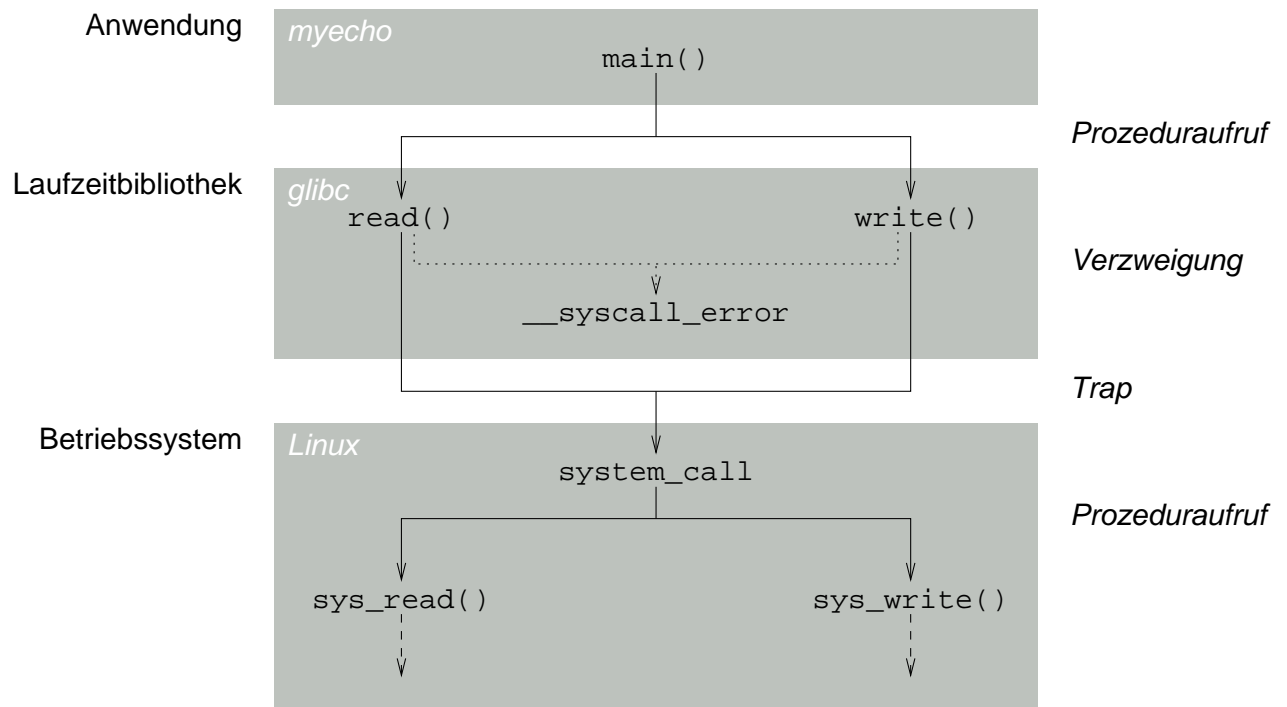 Anwendung
myecho
main()
Prozeduraufruf
Laufzeitbibliothek
glibc
read()
write()
Verzweigung
__syscall_error
Trap
Betriebssystem
Linux
system_call
Prozeduraufruf
sys_read()
sys_write()